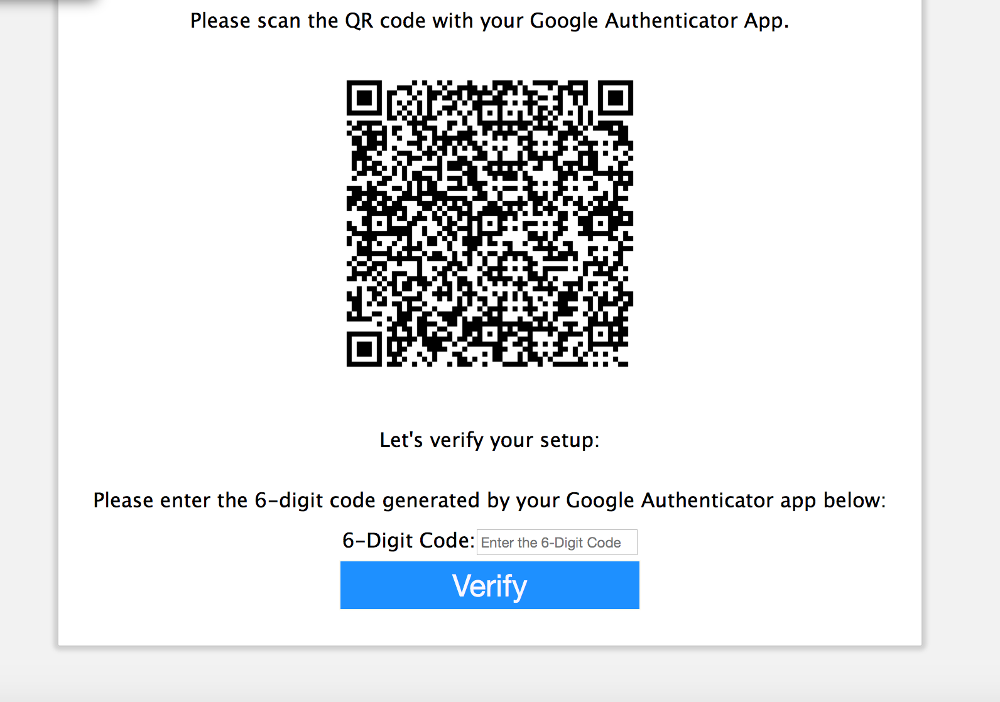 Please scan the QR code with your Google Authenticator App.
Let's verify your setup:
Please enter the 6-digit code generated by your Google Authenticator app below:
6-Digit Code: Enter the 6-Digit Code
Verify